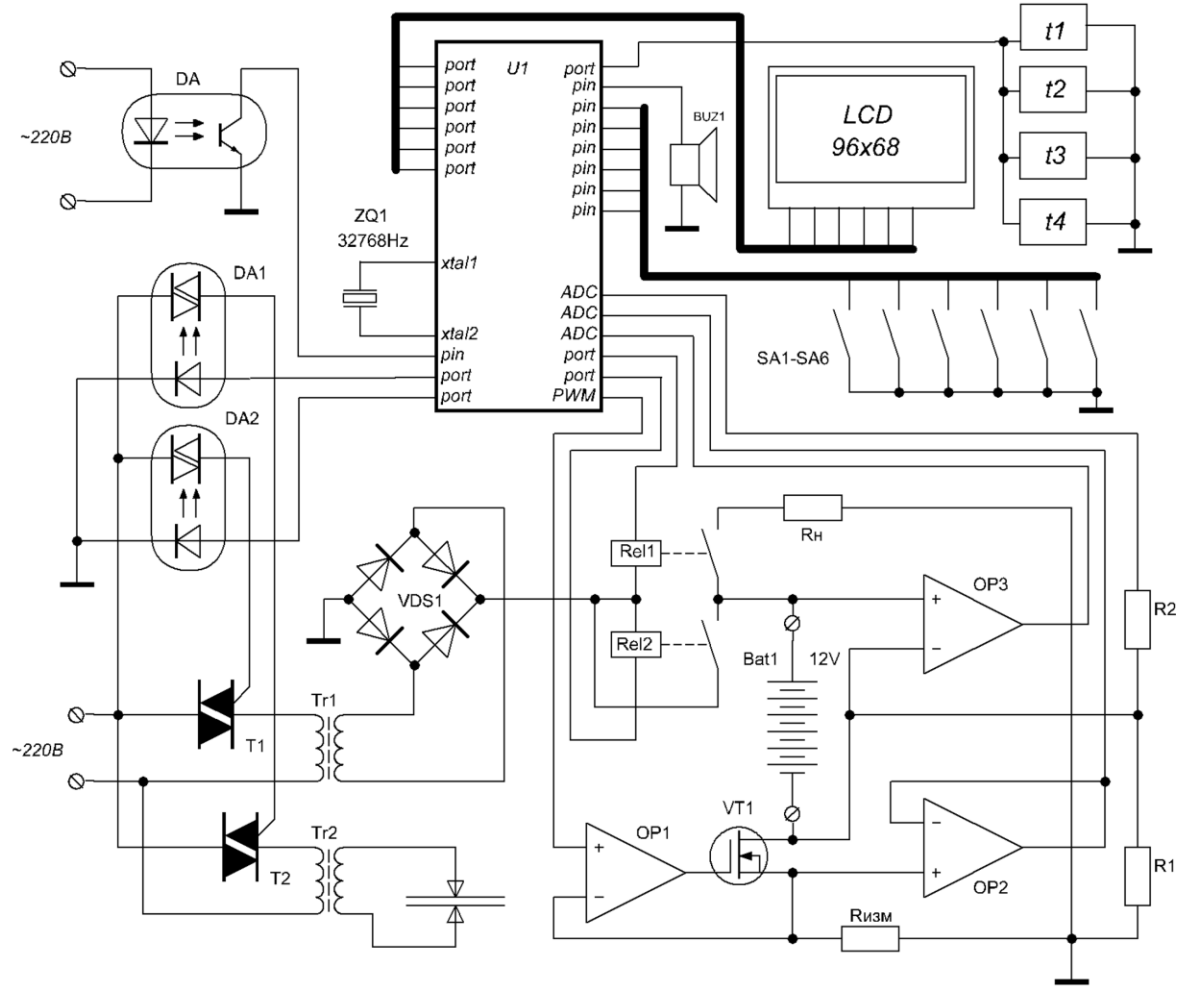 DA
~220В
port
port
port
port
port
port
U1
port
pin
pin
pin
pin
pin
pin
pin
BUZ1
LCD
96x68
t1
t2
t3
t4
ZQ1
32768Hz
xtal1
xtal2
pin
port
port
ADC
ADC
ADC
port
port
PWM
SA1-SA6
DA1
DA2
VDS1
Rel1
Rel2
Rн
Bat1 12V
+
−
OP3
R2
R1
~220В
T1
Tr1
T2
Tr2
OP1
+
−
VT1
−
+
OP2
Rизм